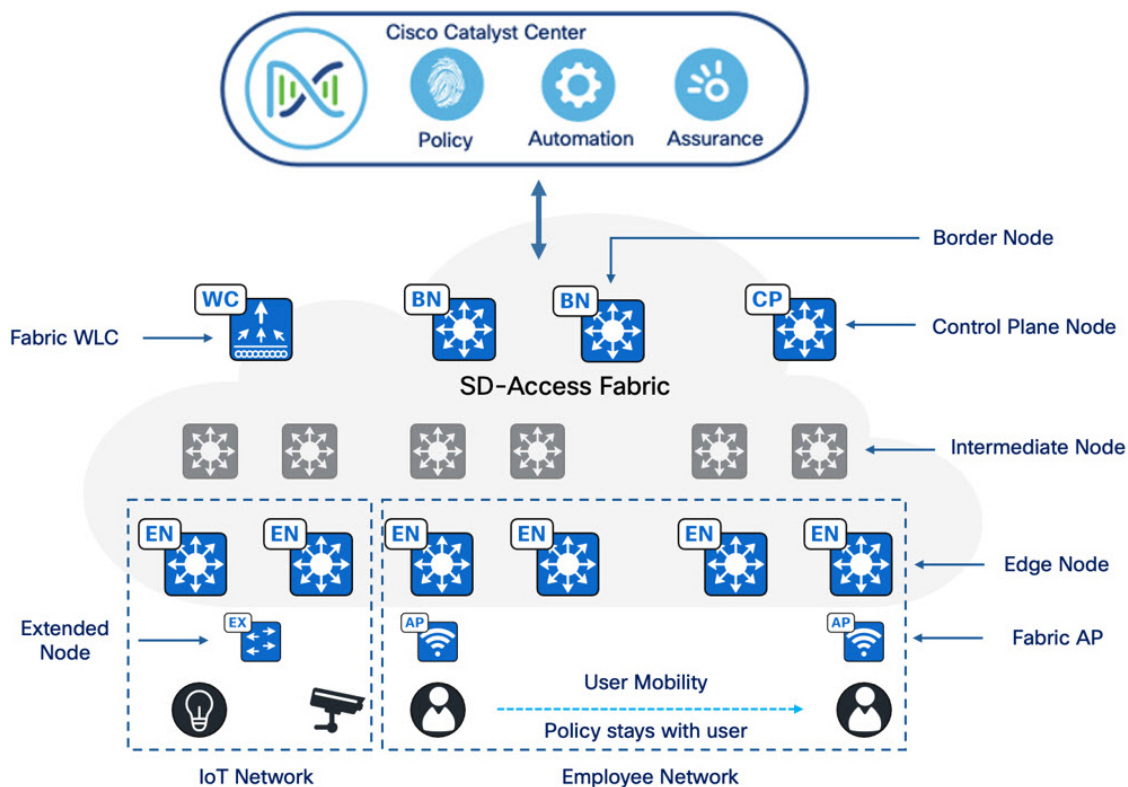 Cisco Catalyst Center
Policy
Automation
Assurance
Border Node
WC
BN
BN
CP
Fabric WLC
Control Plane Node
SD-Access Fabric
Intermediate Node
EN
EN
EN
EN
EN
EN
Edge Node
Extended
Node
EX
AP
AP
Fabric AP
User Mobility
Policy stays with user
IoT Network
Employee Network